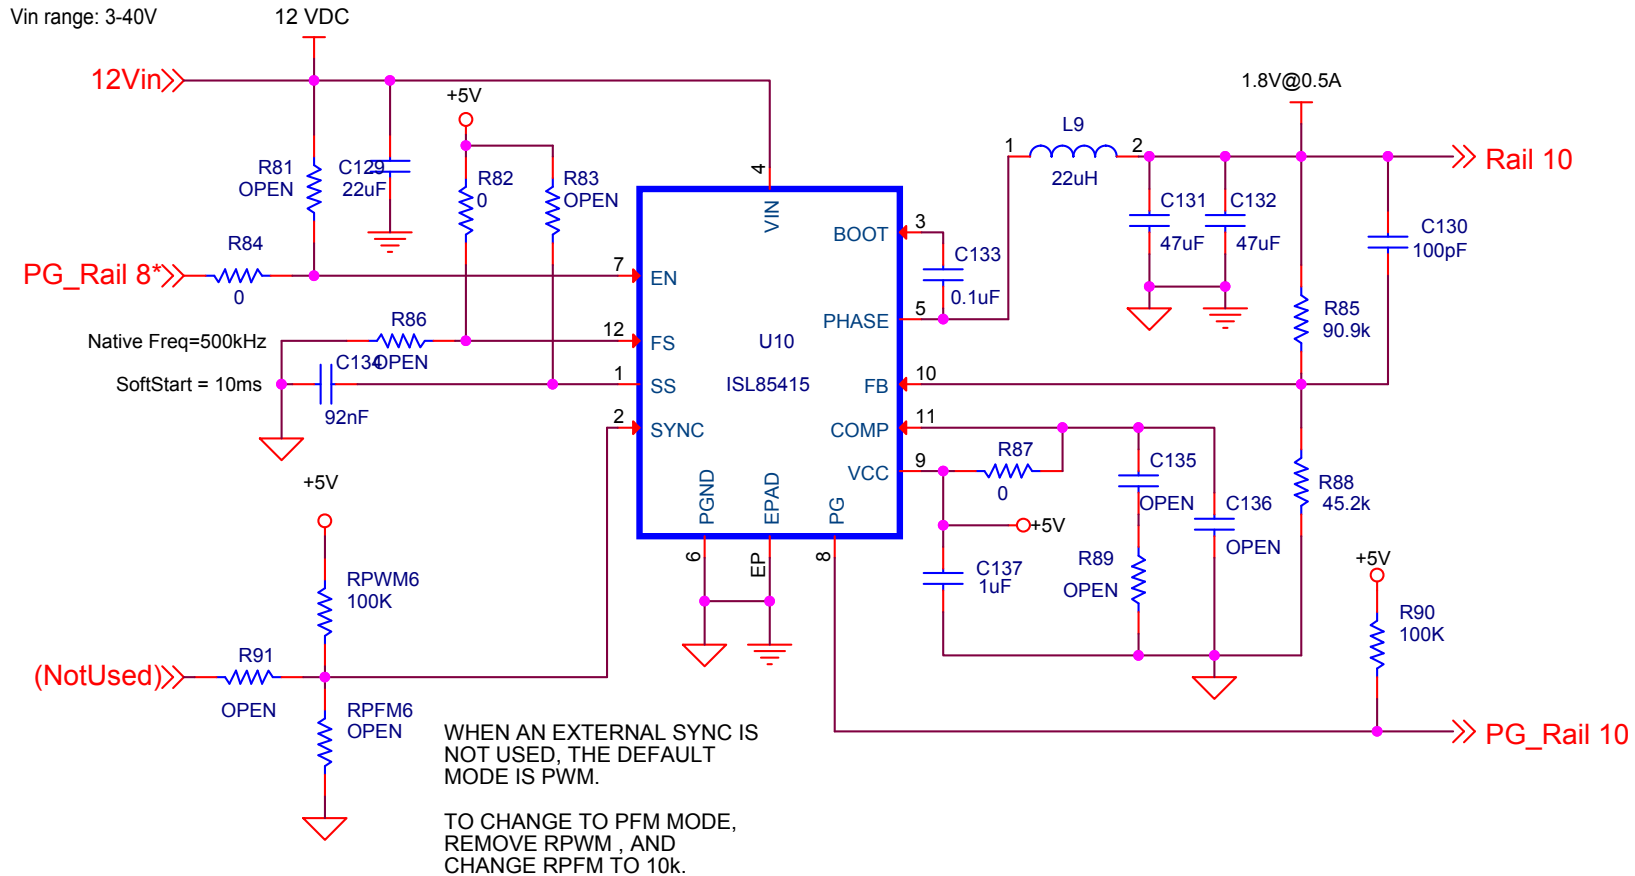 Vin range: 3-40V
12 VDC
12Vin
+5V
1.8V@0.5A
L9
1
2
22uH
Rail 10
R81
OPEN
C129
22uF
R82
0
R83
OPEN
4
VIN
C131
47uF
C132
47uF
C130
100pF
BOOT
3
C133
0.1uF
R84
0
PG_Rail 8*
7
EN
PHASE
5
R85
90.9k
Native Freq=500kHz
R86
OPEN
12
FS
U10
ISL85415
SoftStart = 10ms
C134
92nF
1
SS
FB
10
2
SYNC
COMP
11
VCC
9
R87
0
C135
OPEN
C136
OPEN
R88
45.2k
+5V
PGND
EPAD
PG
6
EP
8
+5V
C137
1uF
R89
OPEN
+5V
R90
100K
RPWM6
100K
(NotUsed)
R91
OPEN
RPFM6
OPEN
PG_Rail 10
WHEN AN EXTERNAL SYNC IS
NOT USED, THE DEFAULT
MODE IS PWM.
TO CHANGE TO PFM MODE,
REMOVE RPWM , AND
CHANGE RPFM TO 10k.